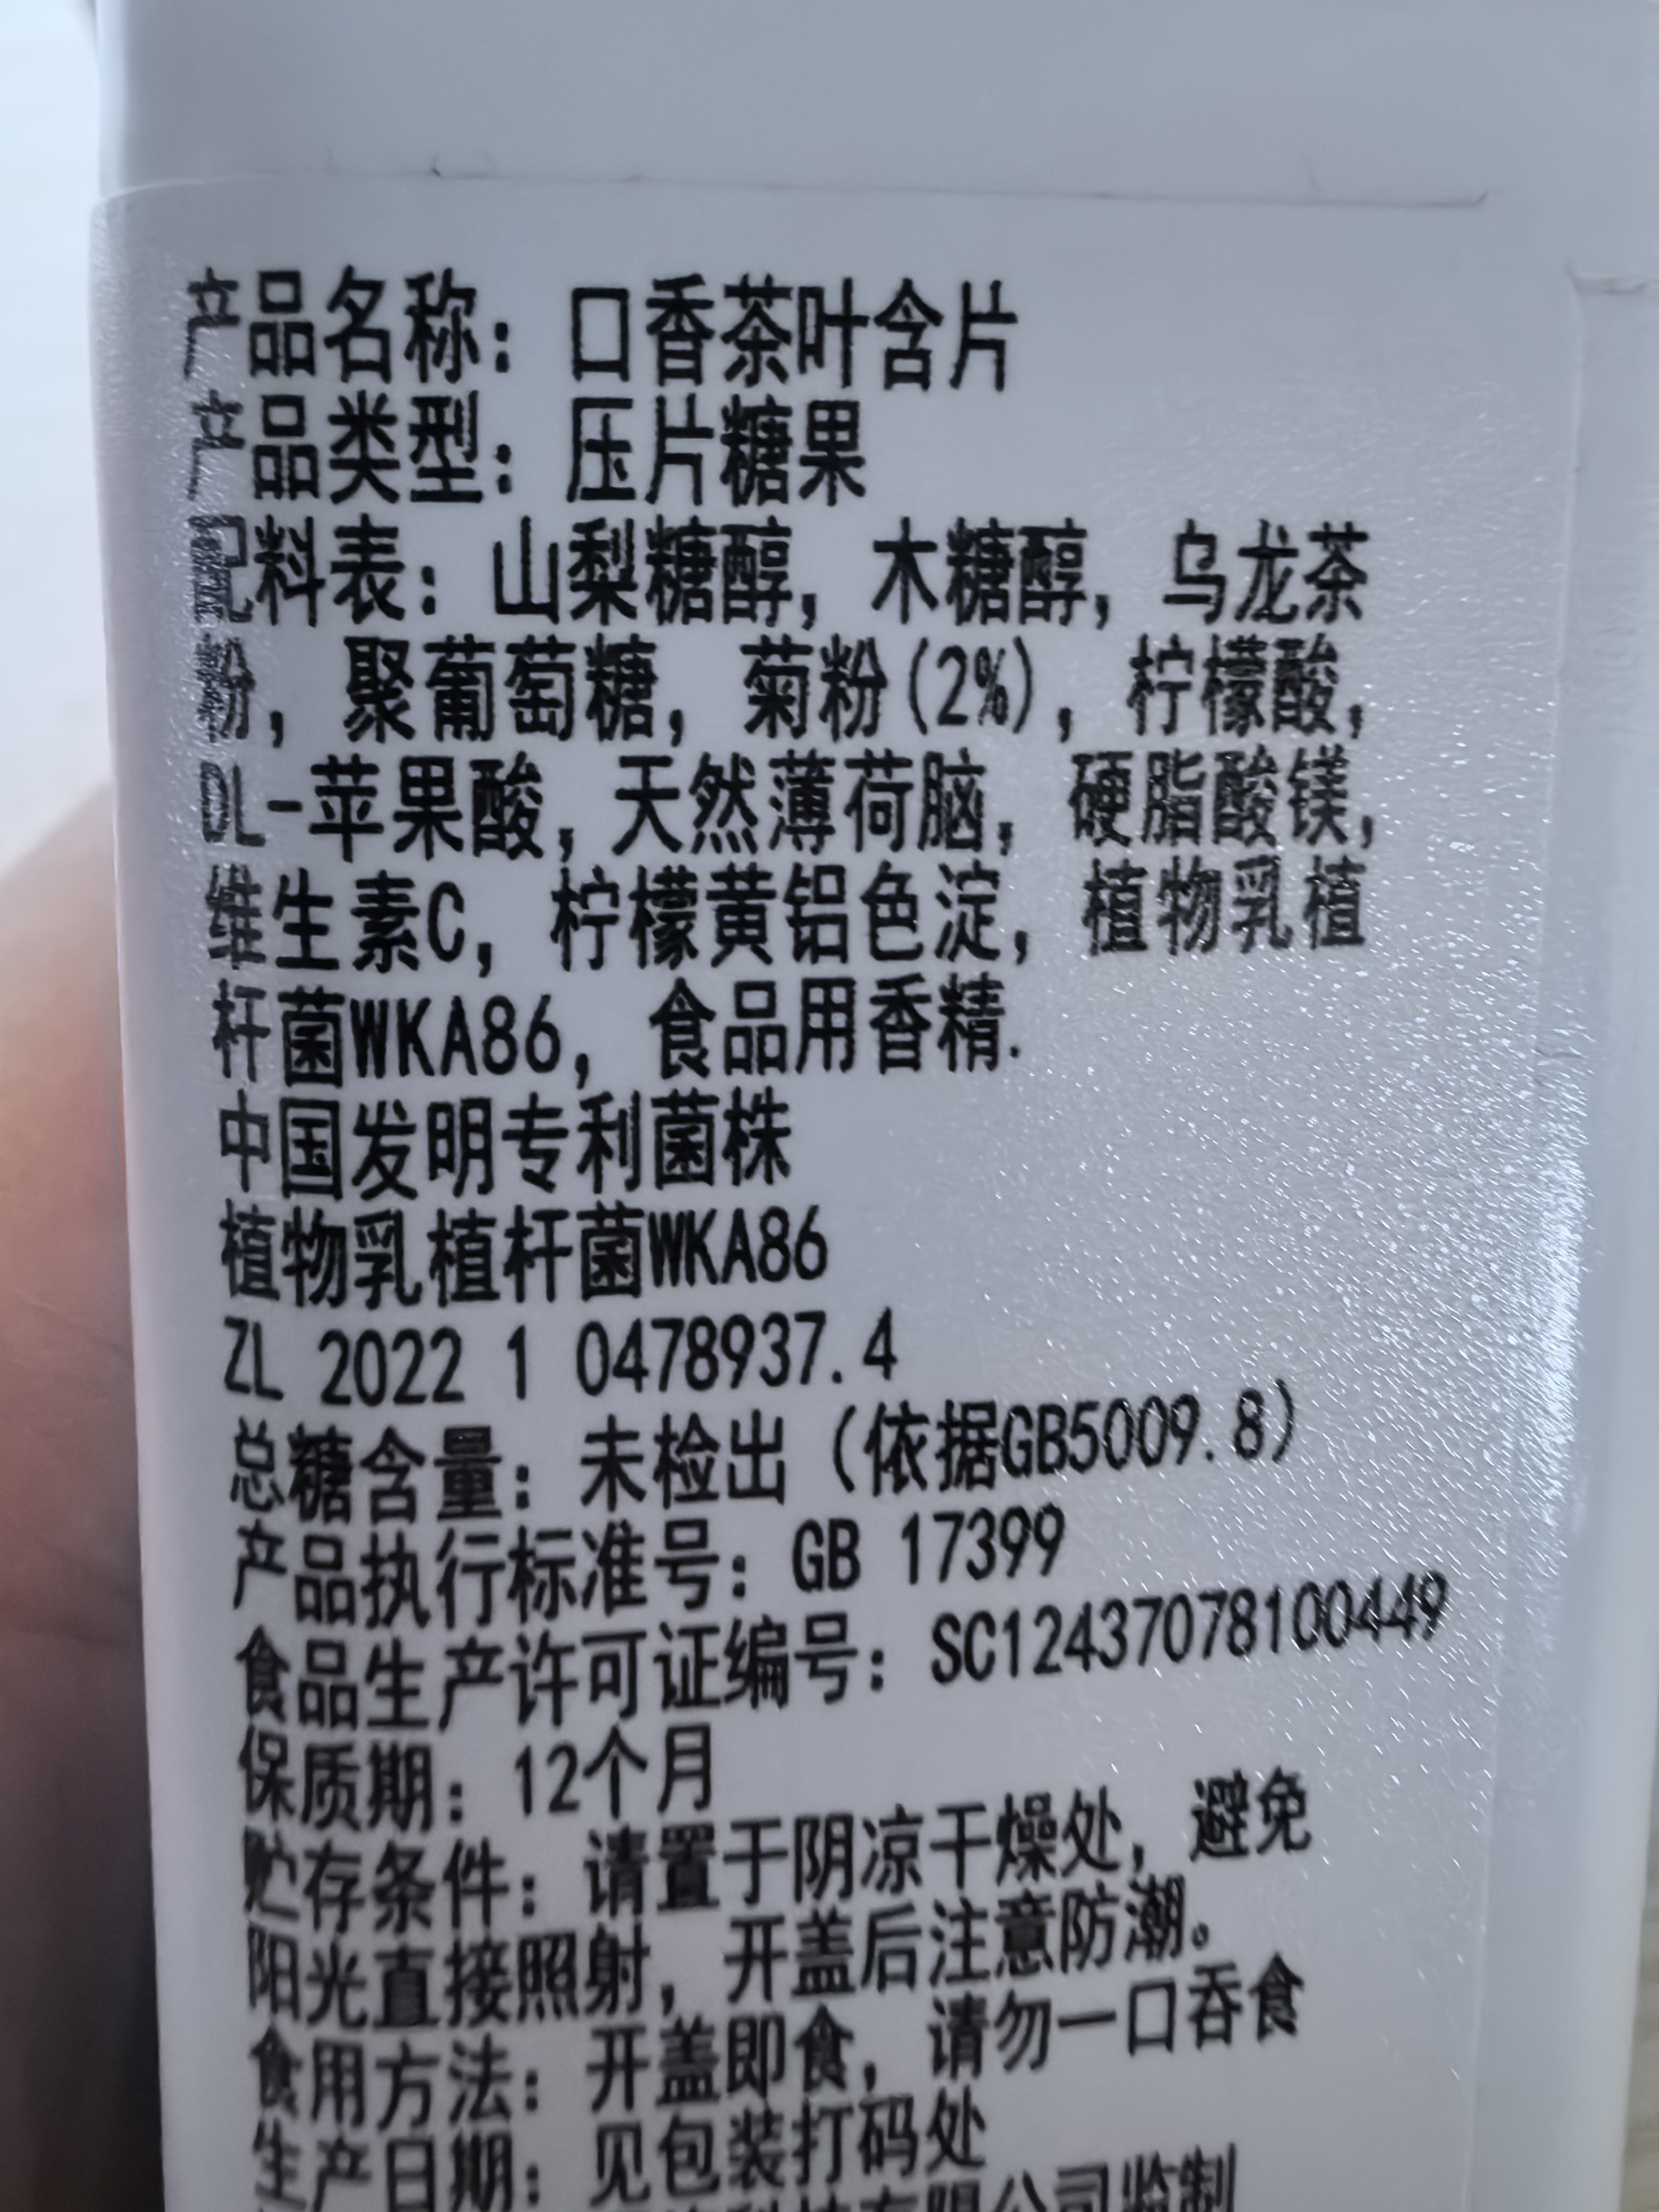 产品名称：口香茶叶含片
产品类型：压片糖果
配料表：山梨糖醇，木糖醇，乌龙茶
粉，聚葡萄糖，菊粉(2%)，柠檬酸，
DL-苹果酸，天然薄荷脑，硬脂酸镁，
维生素C，柠檬黄铝色淀，植物乳植
杆菌WKA86，食品用香精.
中国发明专利菌株
植物乳植杆菌WKA86
ZL 2022 1 0478937.4
总糖含量：未检出（依据GB5009.8）
产品执行标准号：GB 17399
食品生产许可证编号：SC12437078100449
保质期：12个月
贮存条件：请置于阴凉干燥处，避免
阳光直接照射，开盖后注意防潮。
食用方法：开盖即食，请勿一口吞食
生产日期：见包装打码处
科技有限公司监制